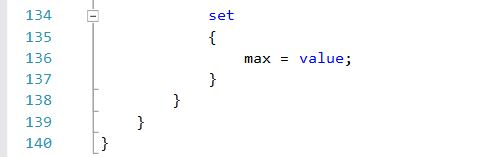 134 set
135 {
136 max = value;
137 }
138 }
139 }
140 }